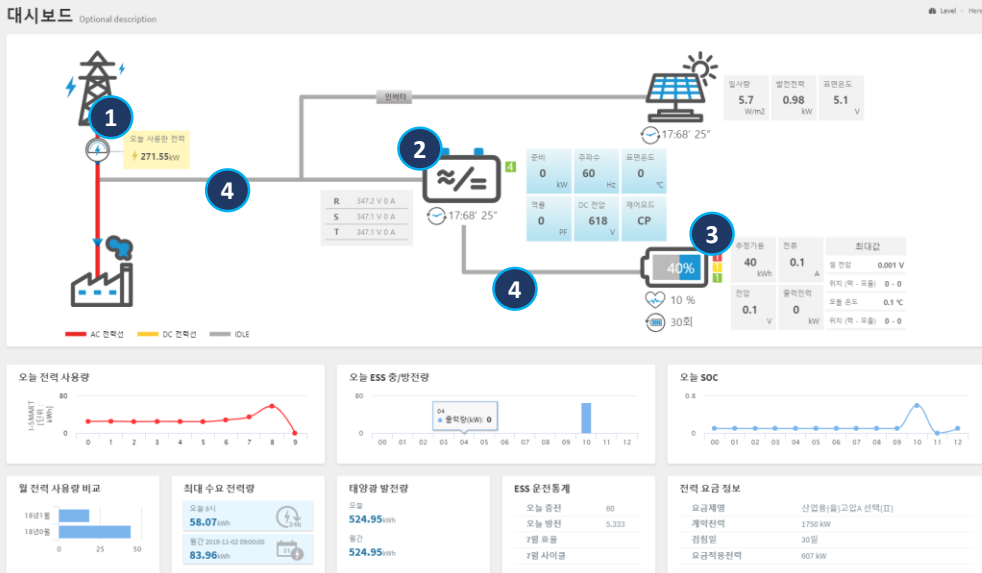 대시보드 Optional description
Level > Here
1
오늘 사용한 전력
271.55kW
4
인버터
일사량
5.7
W/m2
발전전력
0.98
kW
표면온도
5.1
V
17:68' 25"
2
4
17:68' 25"
준비
0
kW
주파수
60
Hz
표면온도
0
℃
역율
0
PF
DC 전압
618
V
제어모드
CP
R 347.2 V 0 A
S 347.1 V 0 A
T 347.1 V 0 A
3
40%
1
1
1
10 %
30회
4
40
kWh
전류
0.1
A
전압
0.1
V
출력전력
0
kW
최대값
셀 전압 0.001 V
위치 (랙 - 모듈) 0 - 0
모듈 온도 0.1 ℃
위치 (랙 - 모듈) 0 - 0
AC 전력선
DC 전력선
IDLE
오늘 전력 사용량
I-SMART
[단위 :
kWh]
80
0
0 1 2 3 4 5 6 7 8 9
오늘 ESS 충/방전량
80
0
04
출력량(kW): 0
00 01 02 03 04 05 06 07 08 09 10 11 12
오늘 SOC
0.8
0
00 01 02 03 04 05 06 07 08 09 10 11 12
월 전력 사용량 비교
18년1월
18년0월
0 25 50
최대 수요 전력량
오늘 8시
58.07kWh
24h
월간 2018-11-02 09:00:00
83.96kWh
31
태양광 발전량
오늘
524.95kWh
월간
524.95kWh
ESS 운전통계
오늘 충전 60
오늘 방전 5,333
7월 효율
7월 사이클
전력 요금 정보
요금제명 산업용(을)고압A 선택(II)
계약전력 1750 kW
검침일 30일
요금적용전력 607 kW